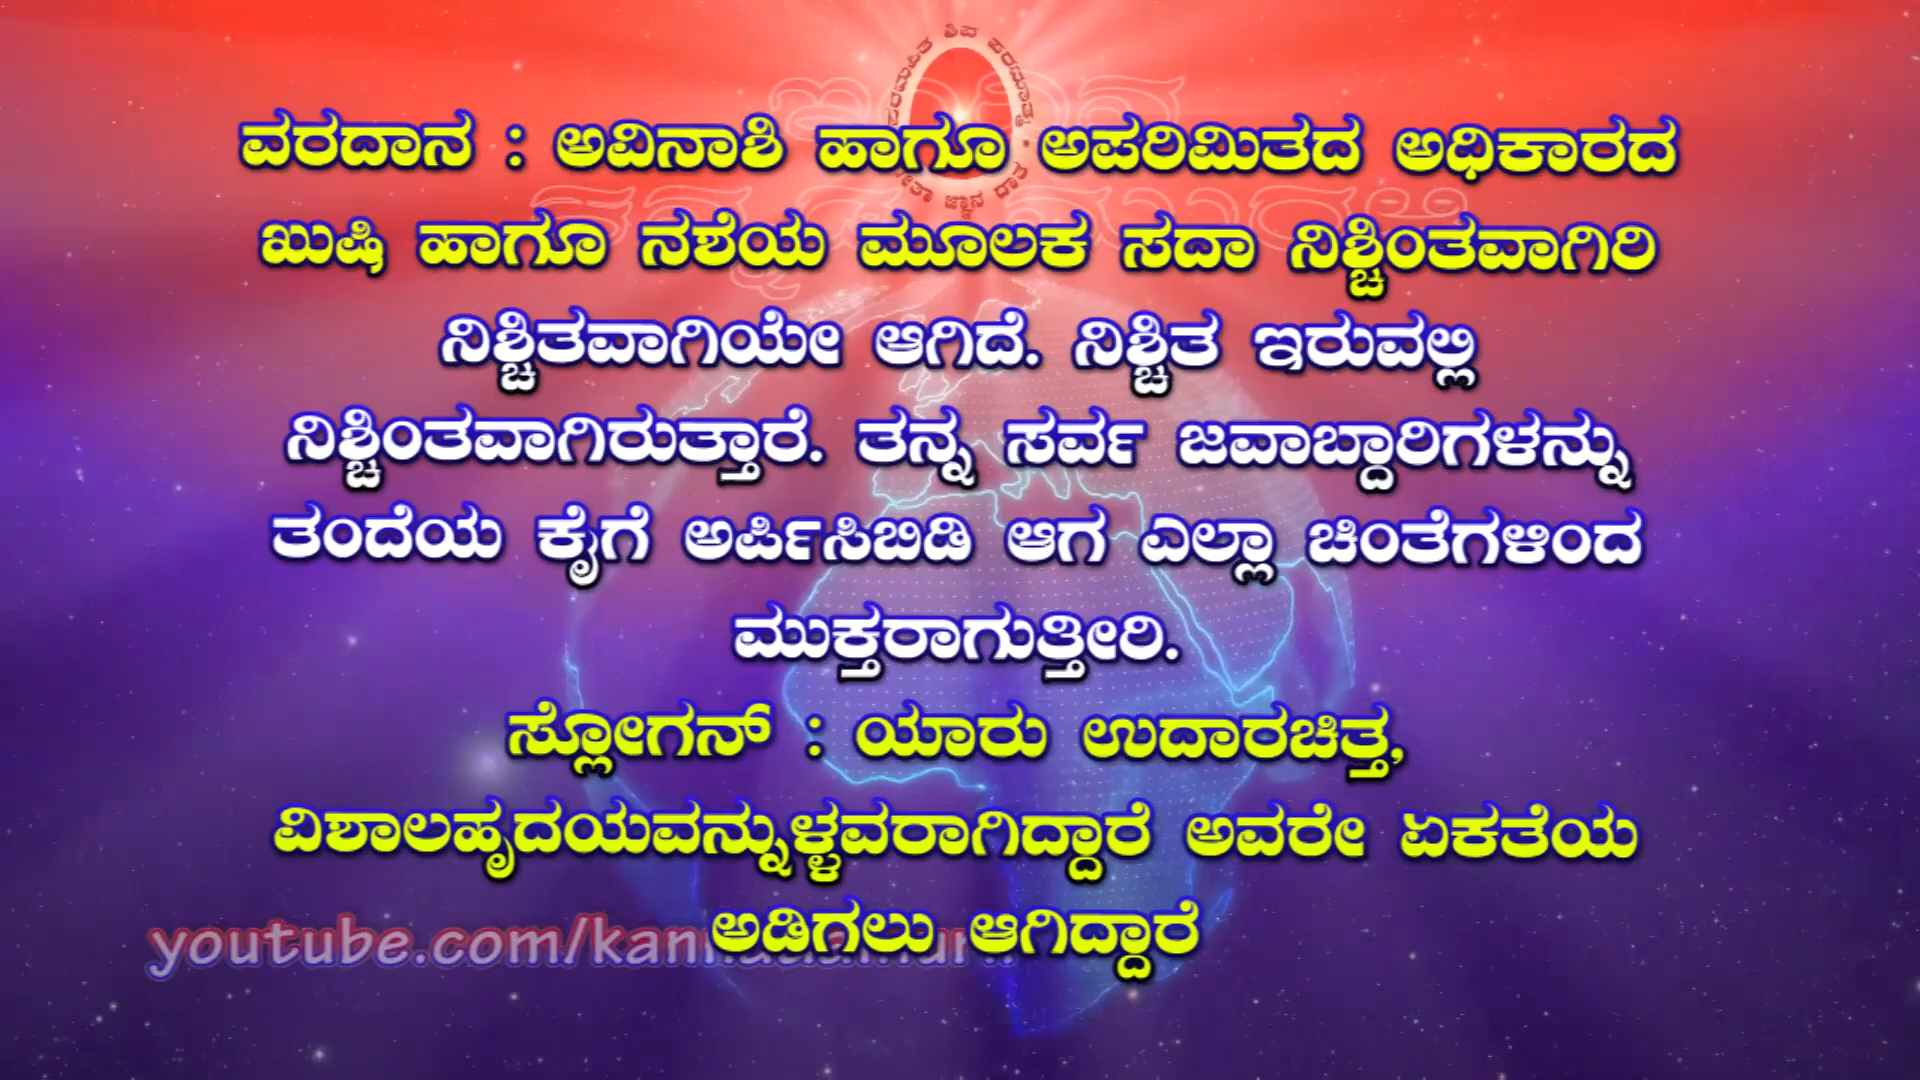 ವರದಾನ : ಅವಿನಾಶಿ ಹಾಗೂ ಅಪರಿಮಿತದ ಅಧಿಕಾರದ
ಖುಷಿ ಹಾಗೂ ನಶೆಯ ಮೂಲಕ ಸದಾ ನಿಶ್ಚಿಂತವಾಗಿರಿ
ನಿಶ್ಚಿತವಾಗಿಯೇ ಆಗಿದೆ. ನಿಶ್ಚಿತ ಇರುವಲ್ಲಿ
ನಿಶ್ಚಿಂತವಾಗಿರುತ್ತಾರೆ. ತನ್ನ ಸರ್ವ ಜವಾಬ್ದಾರಿಗಳನ್ನು
ತಂದೆಯ ಕೈಗೆ ಅರ್ಪಿಸಿಬಿಡಿ ಆಗ ಎಲ್ಲಾ ಚಿಂತೆಗಳಿಂದ
ಮುಕ್ತರಾಗುತ್ತೀರಿ.
ಸ್ಲೋಗನ್ : ಯಾರು ಉದಾರಚಿತ್ತ,
ವಿಶಾಲಹೃದಯವನ್ನುಳ್ಳವರಾಗಿದ್ದಾರೆ ಅವರೇ ಏಕತೆಯ
ಅಡಿಗಲು ಆಗಿದ್ದಾರೆ